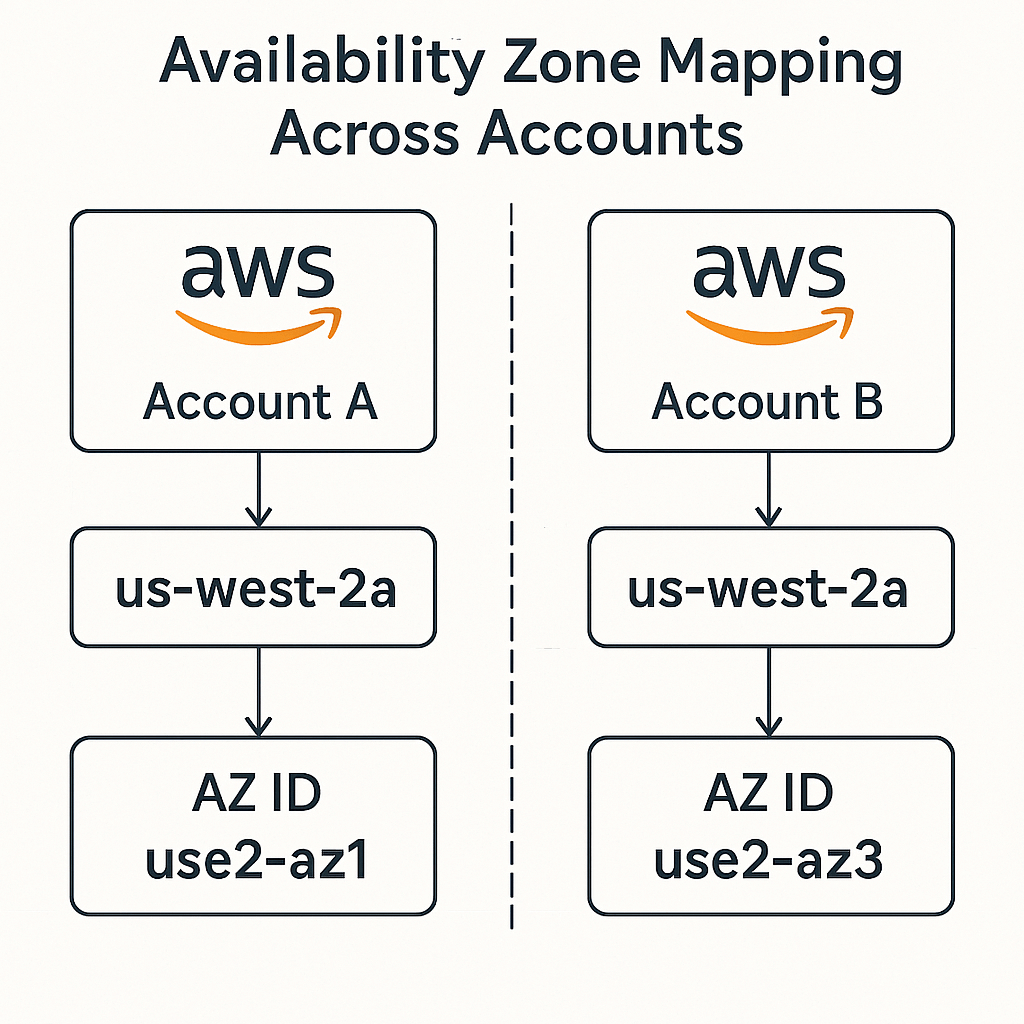 Availability Zone Mapping
Across Accounts
aws
Account A
us-west-2a
AZ ID
use2-az1
aws
Account B
us-west-2a
AZ ID
use2-az3